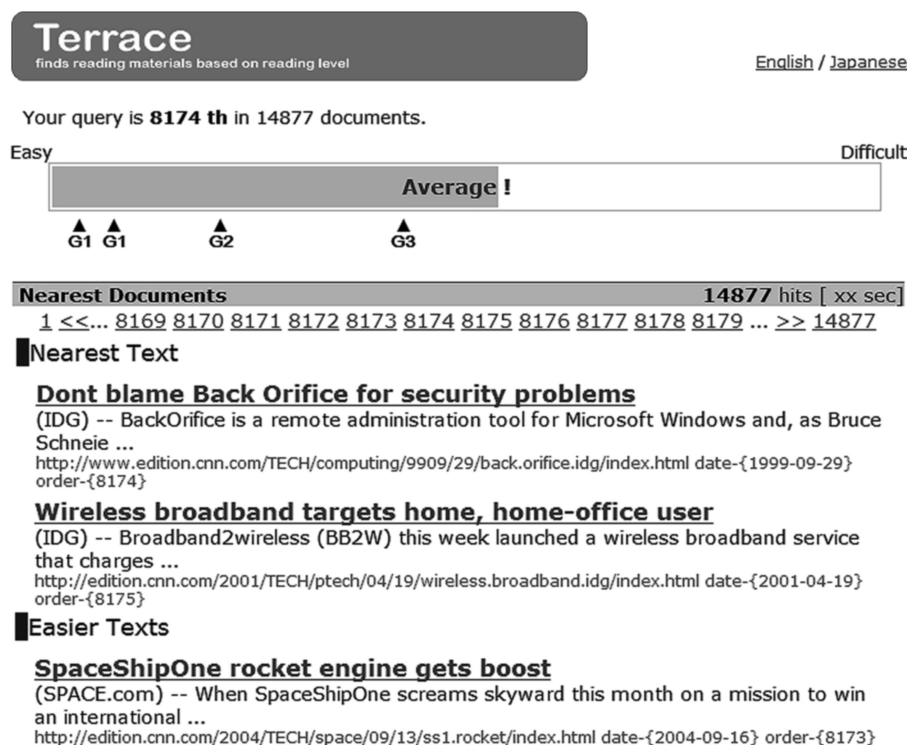 Terrace
finds reading materials based on reading level
English / Japanese
Your query is 8174 th in 14877 documents.
Easy
Difficult
Average !
G1 G1 G2 G3
Nearest Documents 14877 hits [ xx sec]
1 <<... 8169 8170 8171 8172 8173 8174 8175 8176 8177 8178 8179 ... >> 14877
Nearest Text
Dont blame Back Orifice for security problems
(IDG) -- BackOrifice is a remote administration tool for Microsoft Windows and, as Bruce
Schneie ...
http://www.edition.cnn.com/TECH/computing/9909/29/back.orifice.idg/index.html date-{1999-09-29}
order-{8174}
Wireless broadband targets home, home-office user
(IDG) -- Broadband2wireless (BB2W) this week launched a wireless broadband service
that charges ...
http://edition.cnn.com/2001/TECH/ptech/04/19/wireless.broadband.idg/index.html date-{2001-04-19}
order-{8175}
Easier Texts
SpaceShipOne rocket engine gets boost
(SPACE.com) -- When SpaceShipOne screams skyward this month on a mission to win
an international ...
http://edition.cnn.com/2004/TECH/space/09/13/ss1.rocket/index.html date-{2004-09-16} order-{8173}